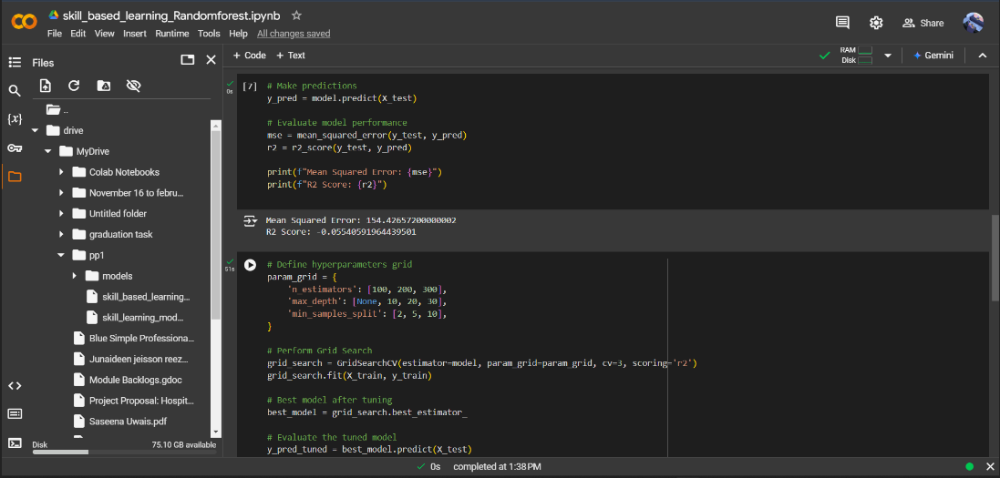 skill_based_learning_Randomforest.ipynb
File Edit View Insert Runtime Tools Help All changes saved
Share
Files
+ Code + Text
RAM
Disk
Gemini
..
{x}
drive
MyDrive
Colab Notebooks
November 16 to febru...
Untitled folder
graduation task
pp1
models
skill_based_learning...
skill_learning_mod...
Blue Simple Professiona...
Junaideen jeisson reez...
Module Backlogs.gdoc
Project Proposal: Hospit...
Saseena Uwais.pdf
Disk 75.10 GB available
0s
[7] # Make predictions
y_pred = model.predict(X_test)
# Evaluate model performance
mse = mean_squared_error(y_test, y_pred)
r2 = r2_score(y_test, y_pred)
print(f"Mean Squared Error: {mse}")
print(f"R2 Score: {r2}")
Mean Squared Error: 154.42657200000002
R2 Score: -0.05540591964439501
51s
# Define hyperparameters grid
param_grid = {
'n_estimators': [100, 200, 300],
'max_depth': [None, 10, 20, 30],
'min_samples_split': [2, 5, 10],
}
# Perform Grid Search
grid_search = GridSearchCV(estimator=model, param_grid=param_grid, cv=3, scoring='r2')
grid_search.fit(X_train, y_train)
# Best model after tuning
best_model = grid_search.best_estimator_
# Evaluate the tuned model
y_pred_tuned = best_model.predict(X_test)
0s completed at 1:38 PM